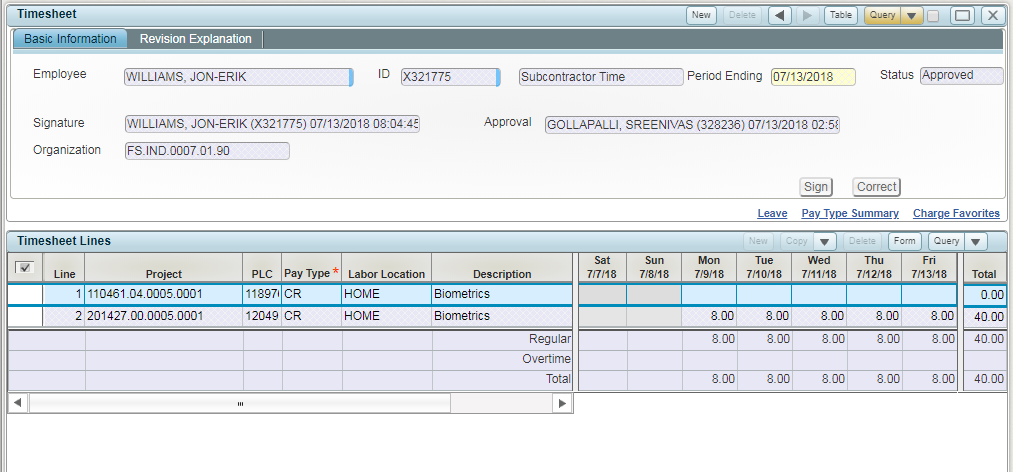 Timesheet New Delete Table Query
Basic Information Revision Explanation
Employee WILLIAMS, JON-ERIK ID X321775 Subcontractor Time Period Ending 07/13/2018 Status Approved
Signature WILLIAMS, JON-ERIK (X321775) 07/13/2018 08:04:45 Approval GOLLAPALLI, SREENIVAS (328236) 07/13/2018 02:58
Organization FS.IND.0007.01.90
Sign Correct
Leave Pay Type Summary Charge Favorites
Timesheet Lines New Copy Delete Form Query
Sat Sun Mon Tue Wed Thu Fri
Line Project PLC Pay Type * Labor Location Description 7/7/18 7/8/18 7/9/18 7/10/18 7/11/18 7/12/18 7/13/18 Total
1 110461.04.0005.0001 11897 CR HOME Biometrics 0.00
2 201427.00.0005.0001 12049 CR HOME Biometrics 8.00 8.00 8.00 8.00 8.00 40.00
Regular 8.00 8.00 8.00 8.00 8.00 40.00
Overtime
Total 8.00 8.00 8.00 8.00 8.00 40.00